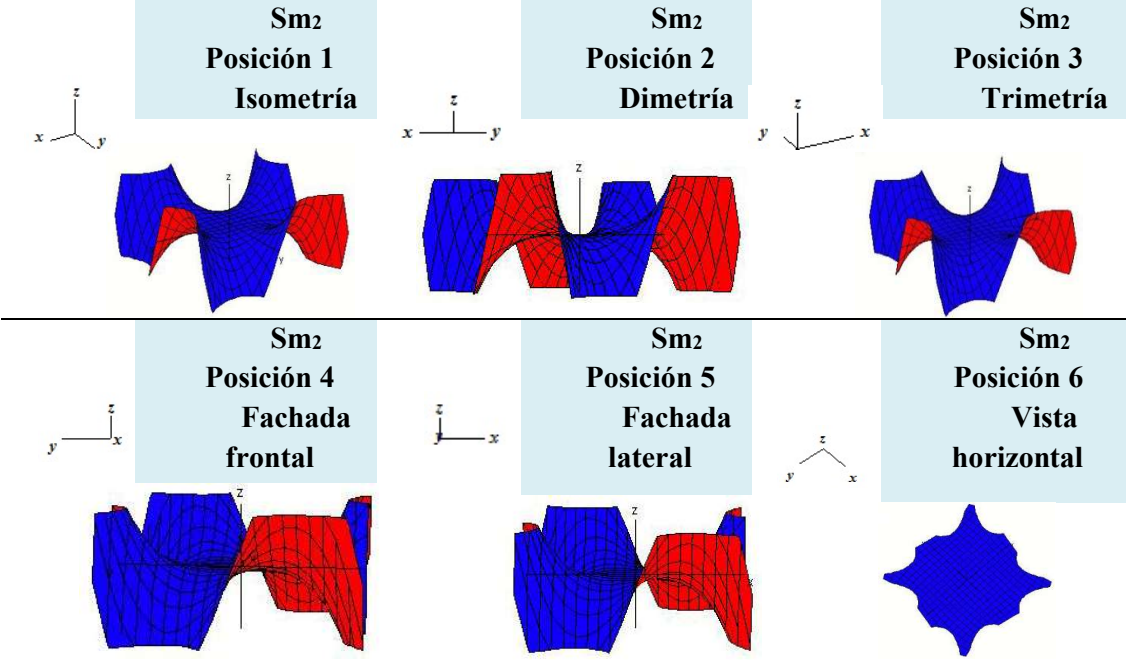 Sm2
Posición 1
Isometría
z
x
y
z
y
Sm2
Posición 2
Dimetría
z
x
y
z
Sm2
Posición 3
Trimetría
z
y
x
z
Sm2
Posición 4
Fachada
frontal
z
y
x
Z
Sm2
Posición 5
Fachada
lateral
z
y
x
z
x
Sm2
Posición 6
Vista
horizontal
z
y
x